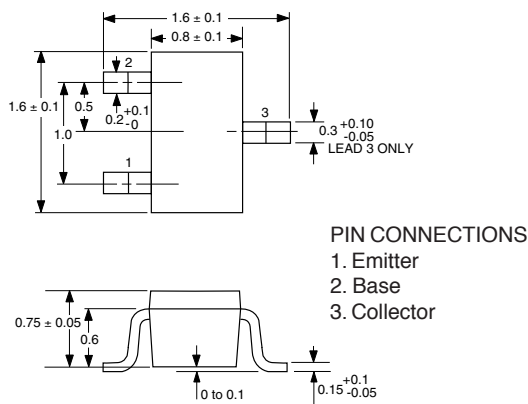 1.6 ± 0.1
0.8 ± 0.1
2
1.6 ± 0.1
0.5
1.0
0.2 +0.1
-0
3
0.3 +0.10
-0.05
LEAD 3 ONLY
1
PIN CONNECTIONS
1. Emitter
2. Base
3. Collector
0.75 ± 0.05
0.6
0 to 0.1
0.15 +0.1
-0.05